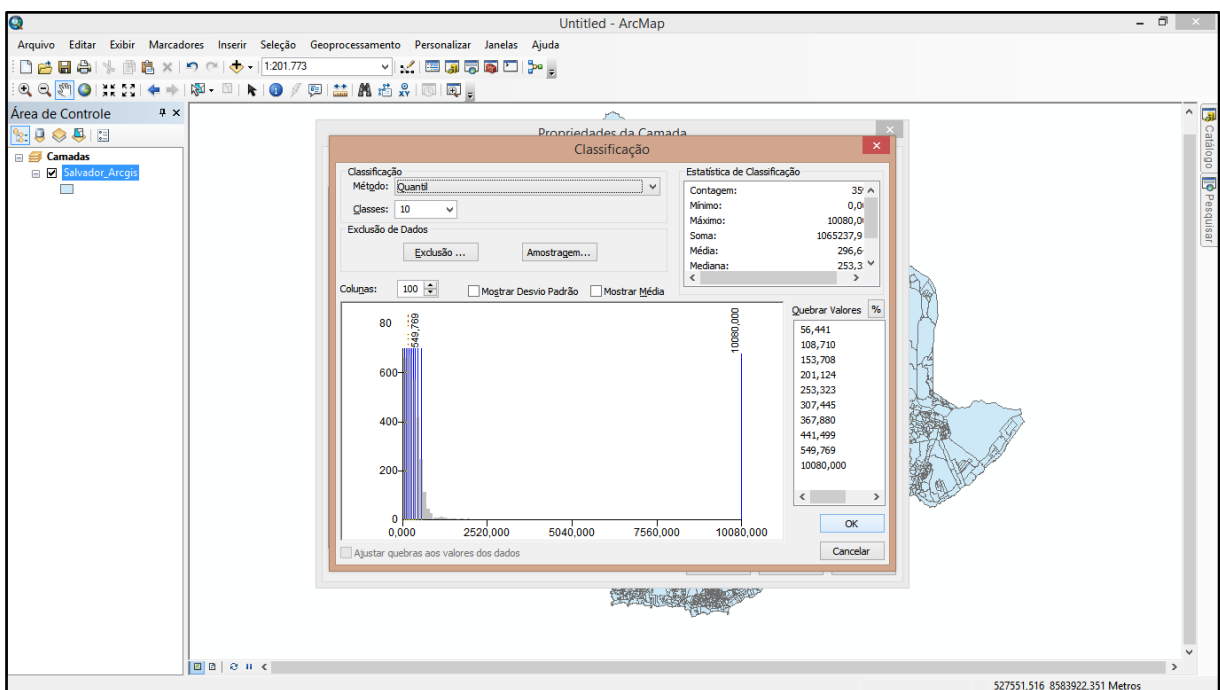 Untitled - ArcMap
Arquivo Editar Exibir Marcadores Inserir Seleção Geoprocessamento Personalizar Janelas Ajuda
1:201.773
Área de Controle
Camadas
Salvador_Arcgis
Catálogo
Pesquisar
Propriedades da Camada
Classificação
Classificação
Método: Quantil
Classes: 10
Exclusão de Dados
Exclusão ...
Amostragem...
Estatística de Classificação
Contagem: 35
Mínimo: 0,0
Máximo: 10080,0
Soma: 1065237,9
Média: 296,6
Mediana: 253,3
Colunas: 100
Mostrar Desvio Padrão
Mostrar Média
Quebrar Valores %
56,441
108,710
153,708
201,124
253,323
307,445
367,880
441,499
549,769
10080,000
80
600
400
200
0
549,769
10080,000
0,000 2520,000 5040,000 7560,000 10080,000
Ajustar quebras aos valores dos dados
OK
Cancelar
527551,516 8583922,351 Metros